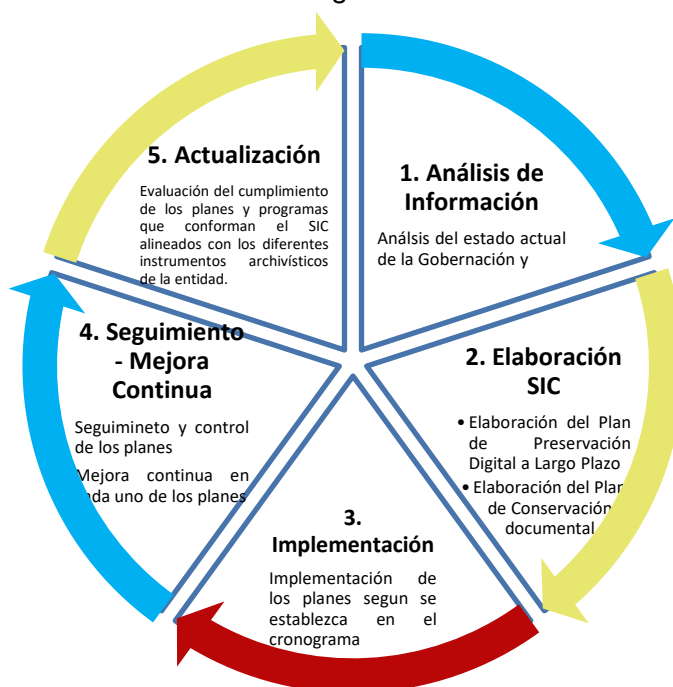 1. Análisis de
Información
Análsis del estado actual
de la Gobernación y
2. Elaboración
SIC
• Elaboración del Plan
de Preservación
Digital a Largo Plazo
• Elaboración del Plan
de Conservación
documental
3.
Implementación
Implementación de
los planes segun se
establezca en el
cronograma
4. Seguimiento
- Mejora
Continua
Seguimineto y control
de los planes
Mejora continua en
cada uno de los planes
5. Actualización
Evaluación del cumplimiento
de los planes y programas
que conforman el SIC
alineados con los diferentes
instrumentos archivísticos
de la entidad.